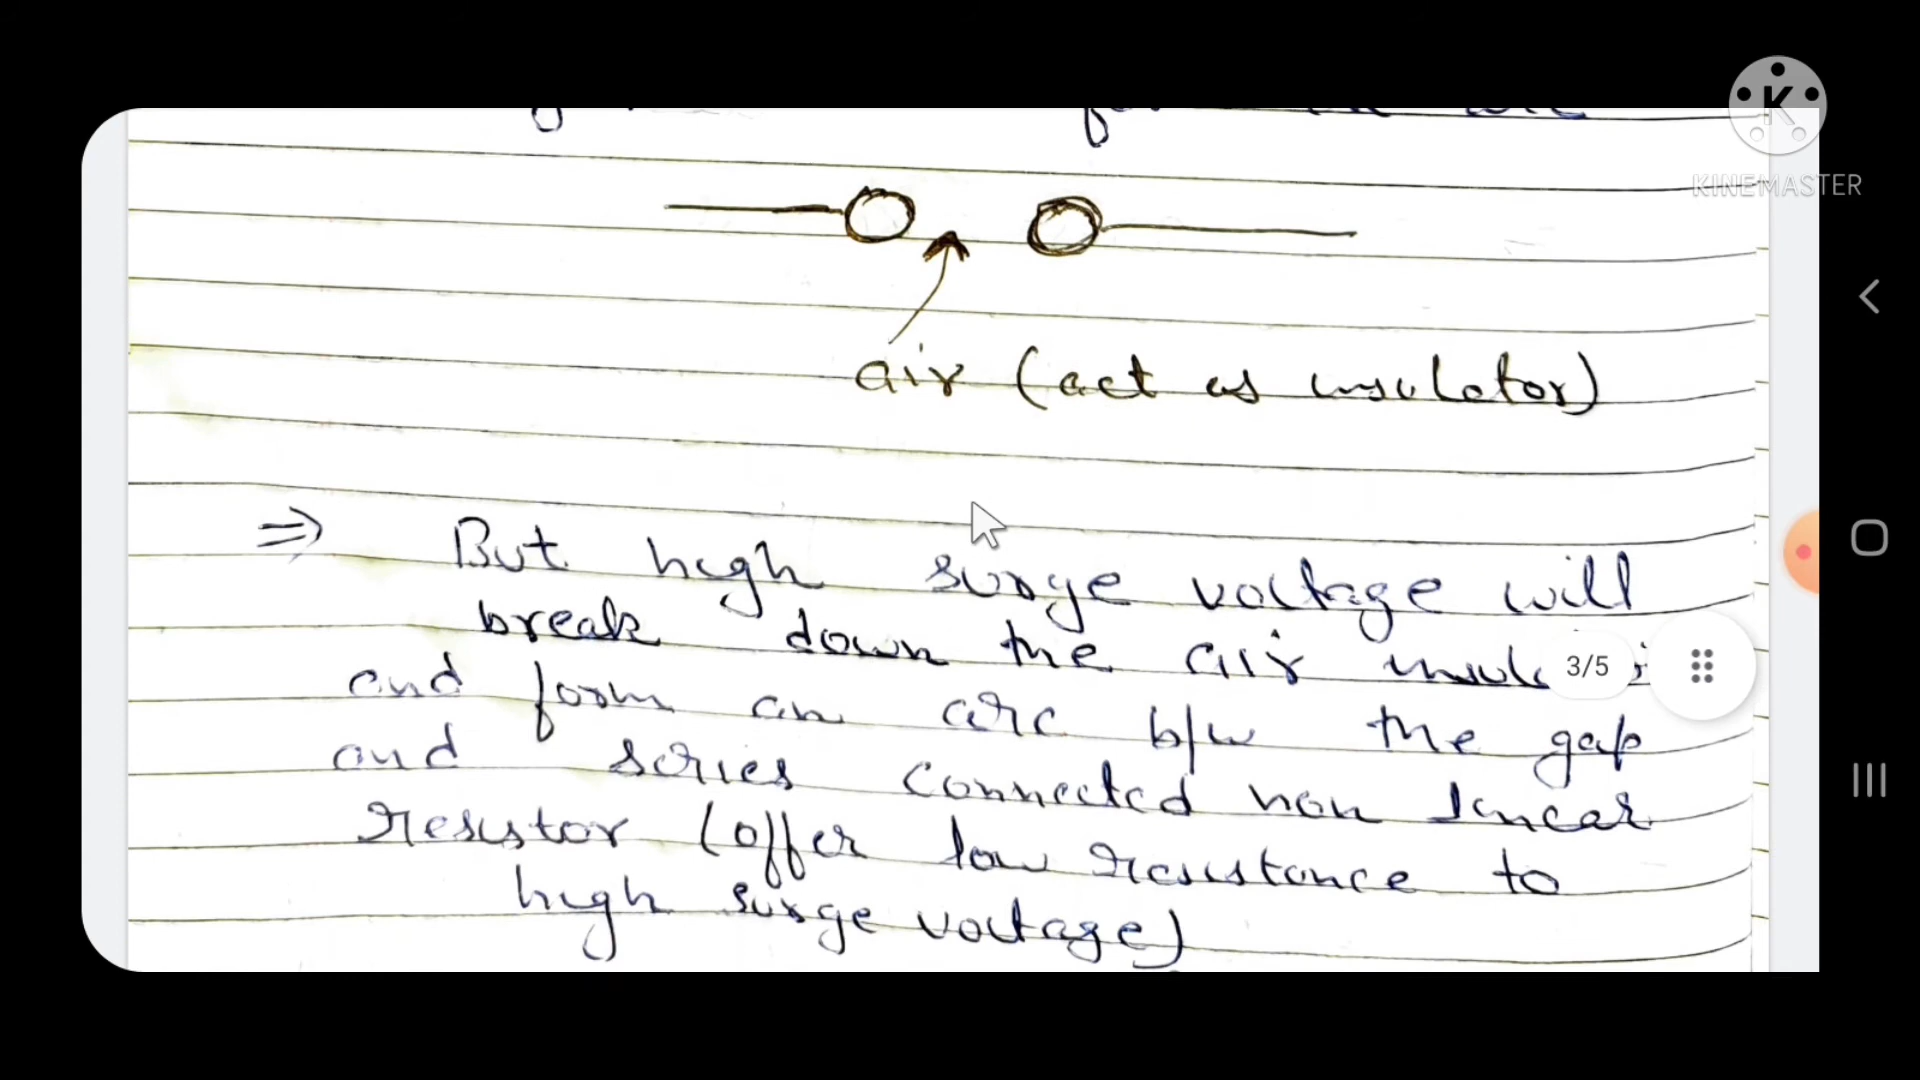 KINEMASTER
air (act as insulator)
⇒ But high surge voltage will
break down the air
3/5
and form an arc b/w the gap
and series connected non linear
resistor (offer low resistance to
high surge voltage)